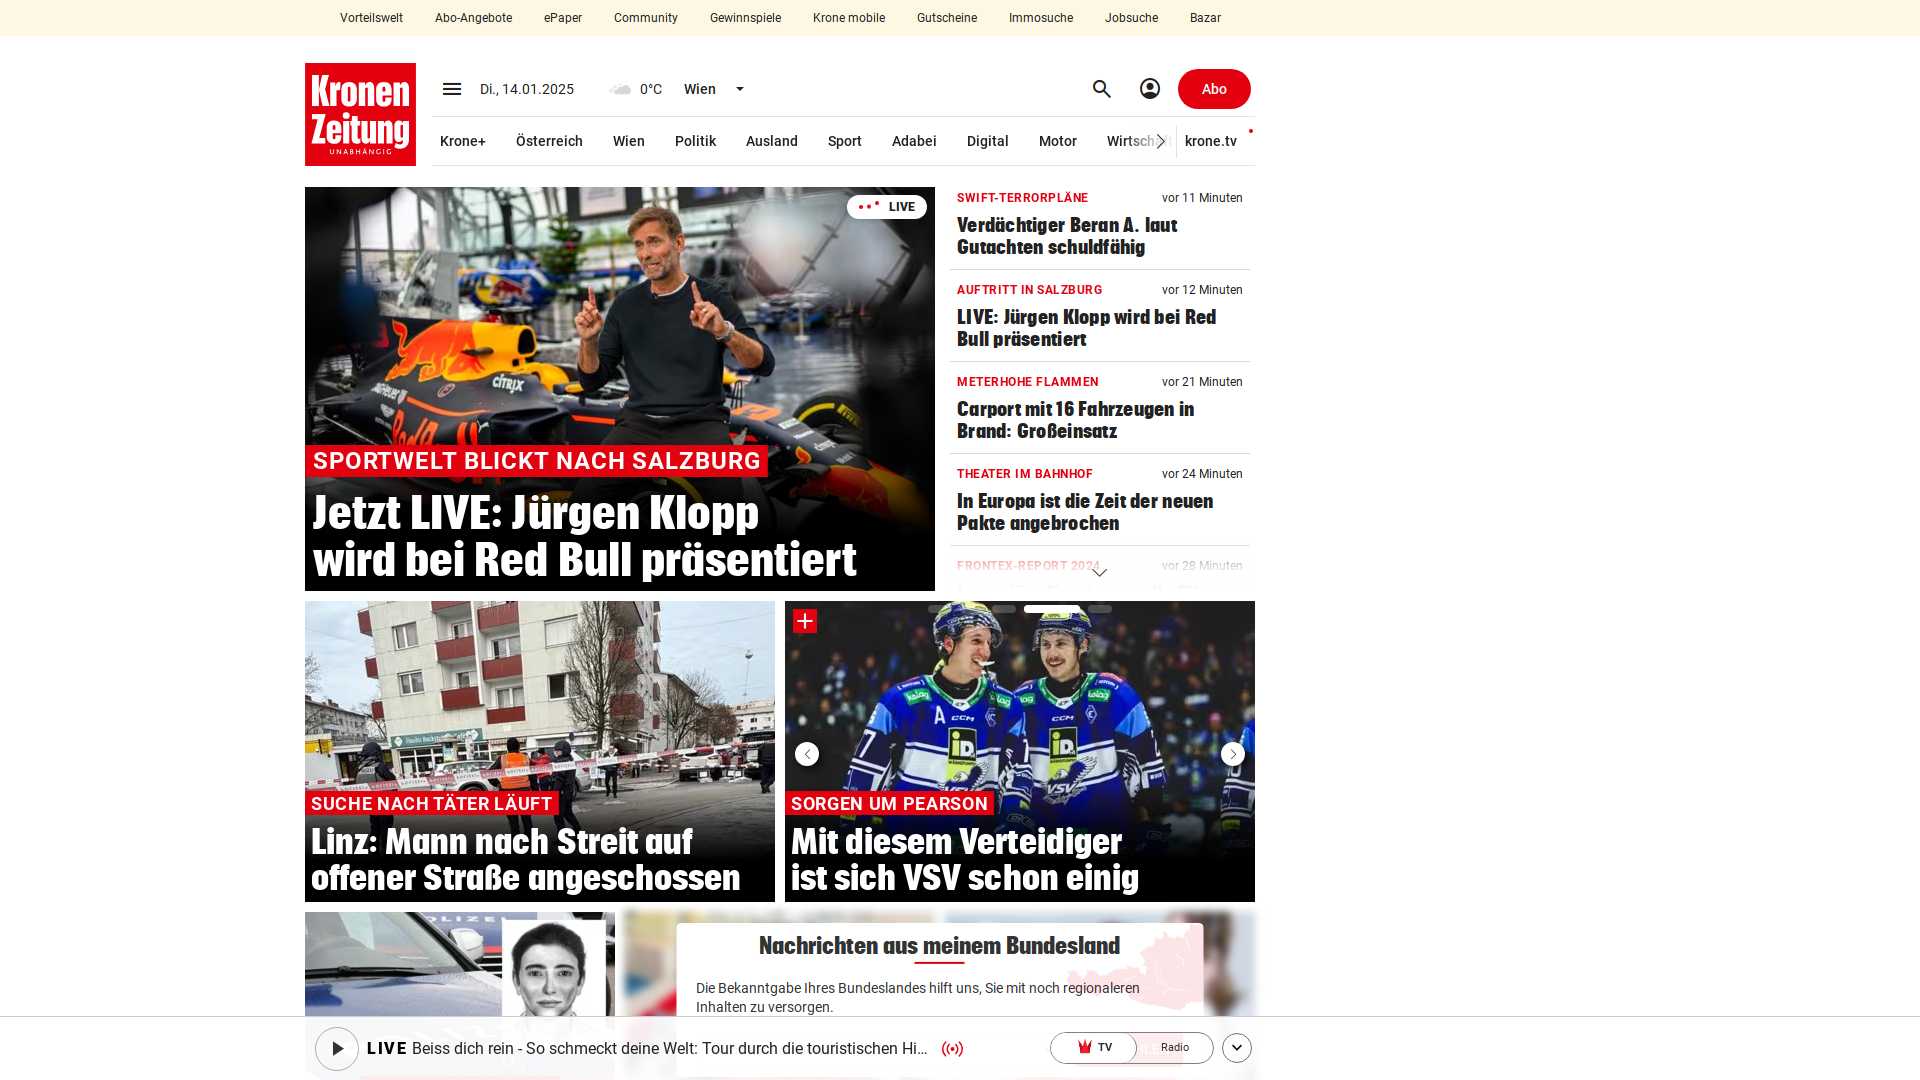 Vorteilswelt
Abo-Angebote
ePaper
Community
Gewinnspiele
Krone mobile
Gutscheine
Immosuche
Jobsuche
Bazar
Kronen
Zeitung
UNABHÄNGIG
Di., 14.01.2025
0°C
Wien
Abo
Krone+
Österreich
Wien
Politik
Ausland
Sport
Adabei
Digital
Motor
Wirtschaft
krone.tv
LIVE
CITRIX
SPORTWELT BLICKT NACH SALZBURG
Jetzt LIVE: Jürgen Klopp
wird bei Red Bull präsentiert
SWIFT-TERRORPLÄNE
vor 11 Minuten
Verdächtiger Beran A. laut
Gutachten schuldfähig
AUFTRITT IN SALZBURG
vor 12 Minuten
LIVE: Jürgen Klopp wird bei Red
Bull präsentiert
METERHOHE FLAMMEN
vor 21 Minuten
Carport mit 16 Fahrzeugen in
Brand: Großeinsatz
THEATER IM BAHNHOF
vor 24 Minuten
In Europa ist die Zeit der neuen
Pakte angebrochen
FRONTEX-REPORT 2024
vor 28 Minuten
SUCHE NACH TÄTER LÄUFT
Linz: Mann nach Streit auf
offener Straße angeschossen
A
CCM
CCM
iD
VSV
VSV
SORGEN UM PEARSON
Mit diesem Verteidiger
ist sich VSV schon einig
POLIZEI
Nachrichten aus meinem Bundesland
Die Bekanntgabe Ihres Bundeslandes hilft uns, Sie mit noch regionaleren
Inhalten zu versorgen.
LIVE Beiss dich rein - So schmeckt deine Welt: Tour durch die touristischen Hi...
TV
Radio